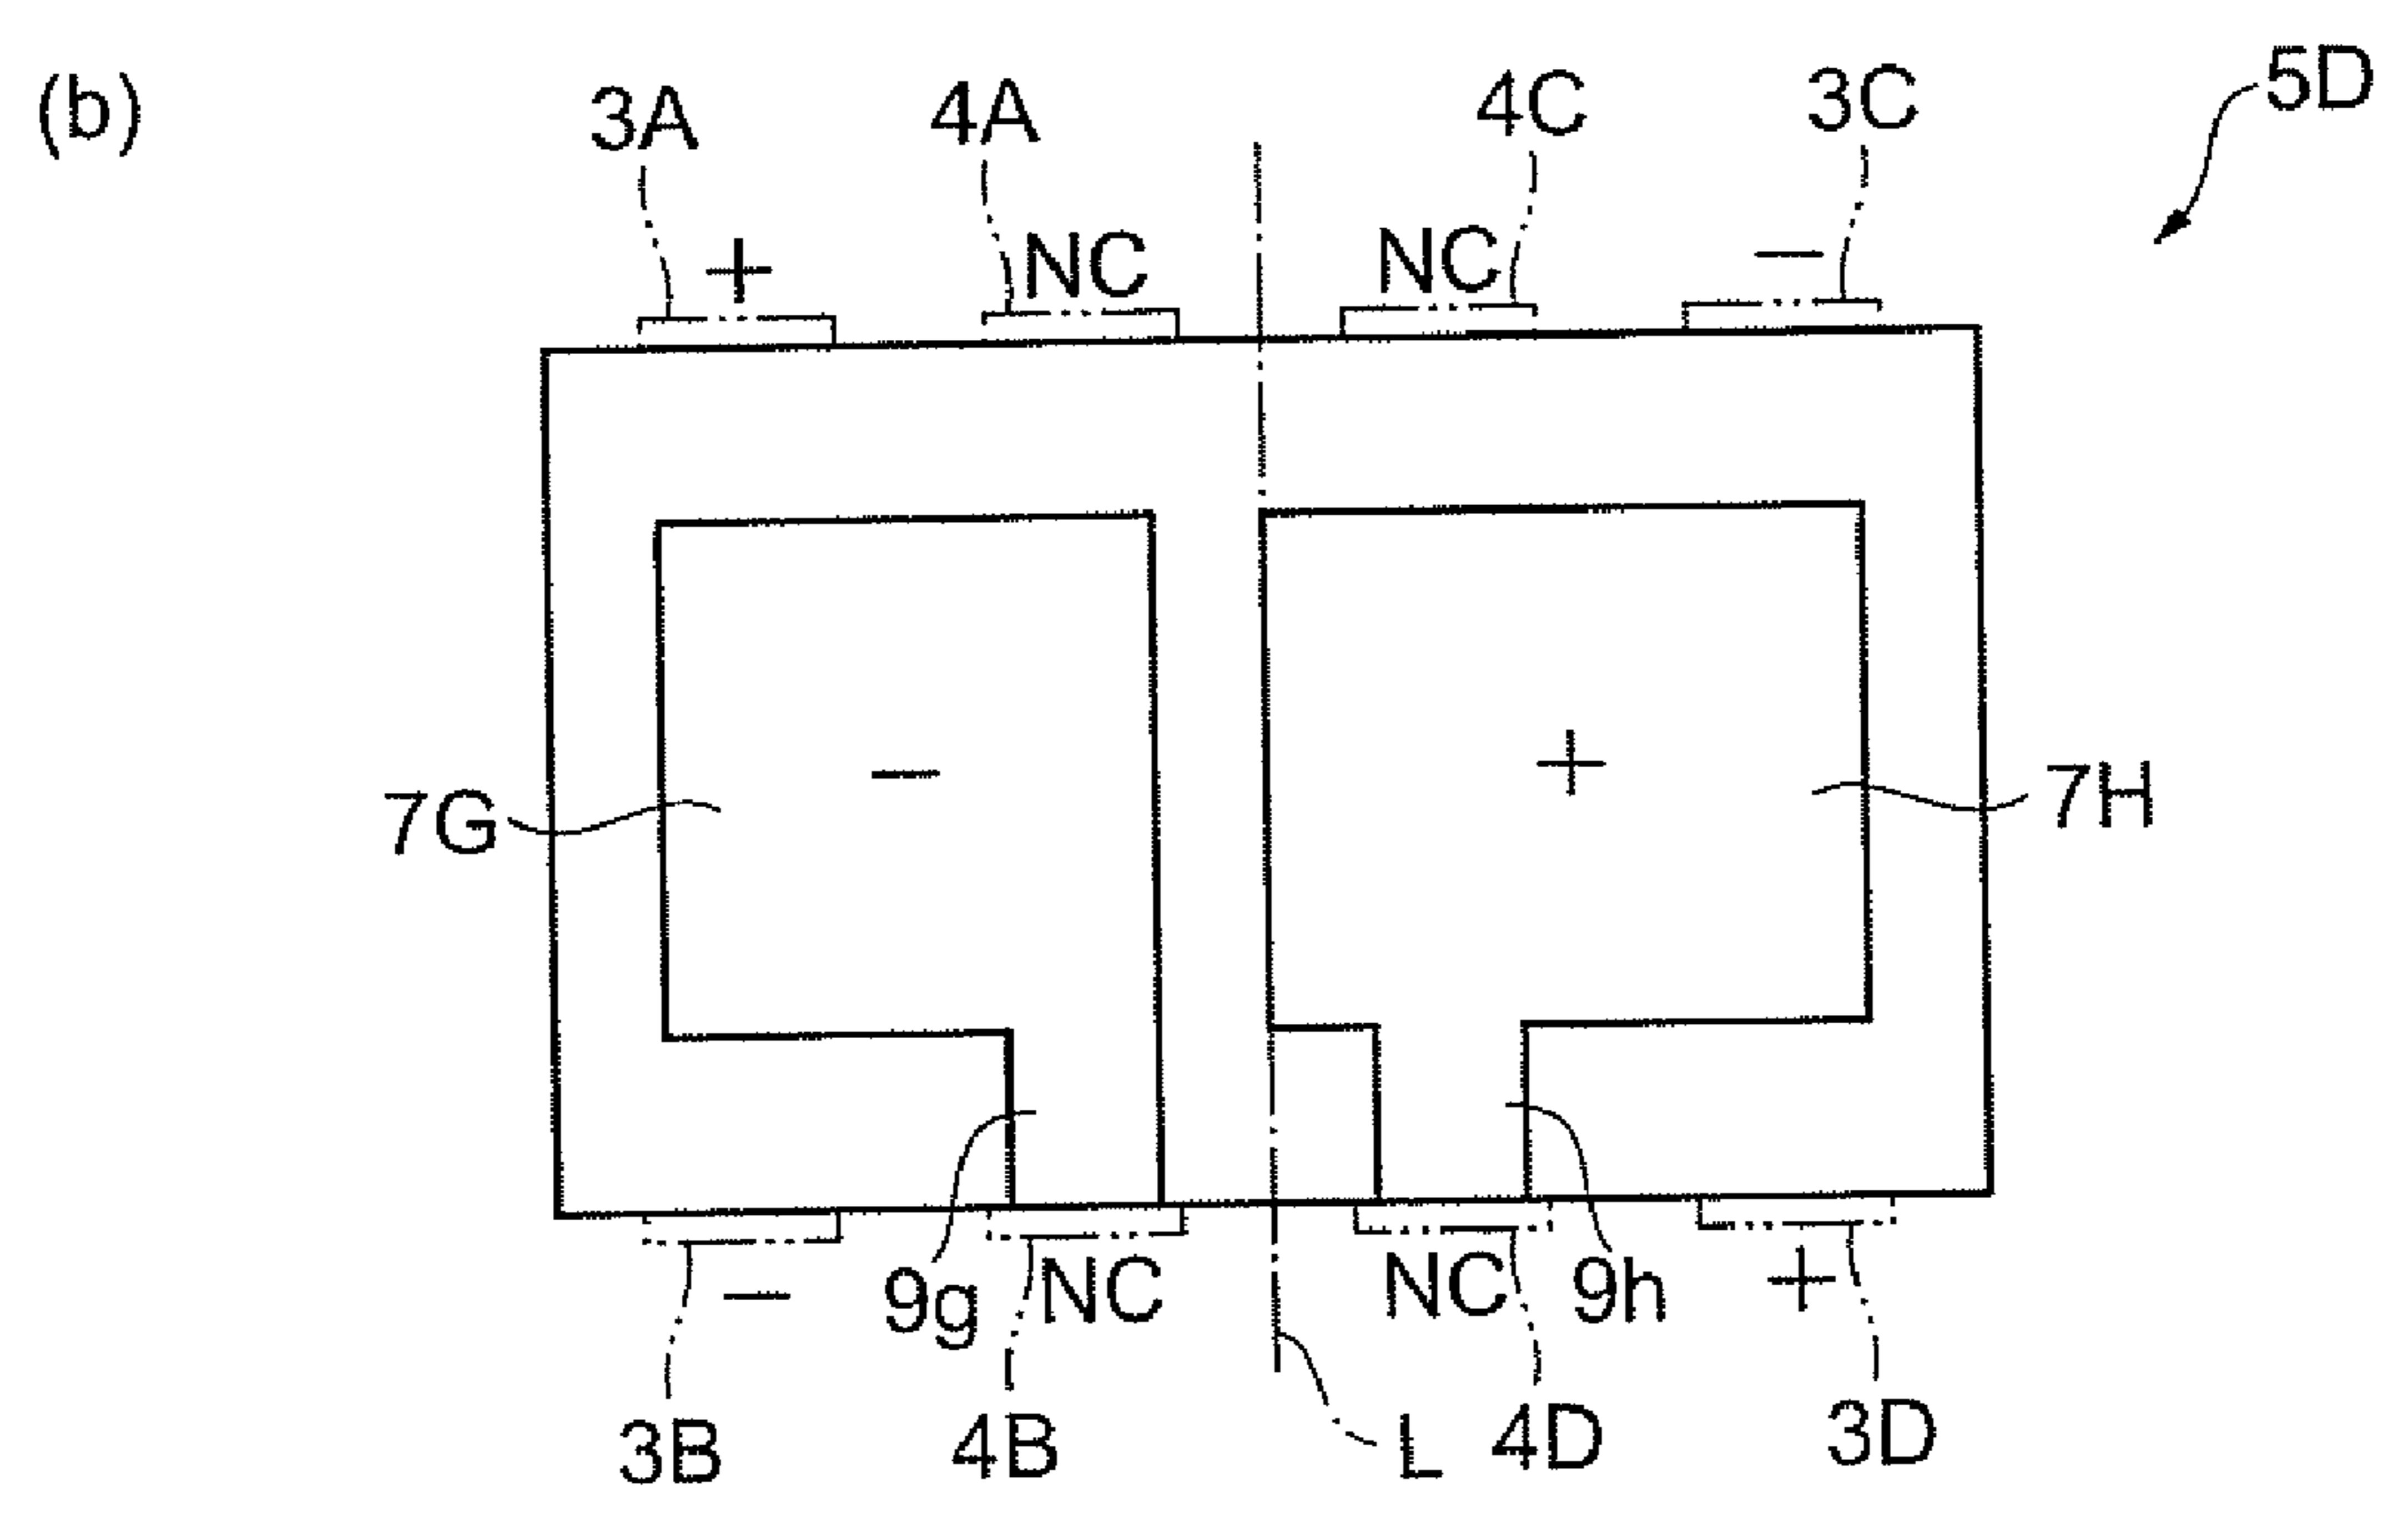 (b)
3A 4A 4C 3C 5D
+ NC NC −
7G − + 7H
− 9g NC NC 9h +
3B 4B L 4D 3D